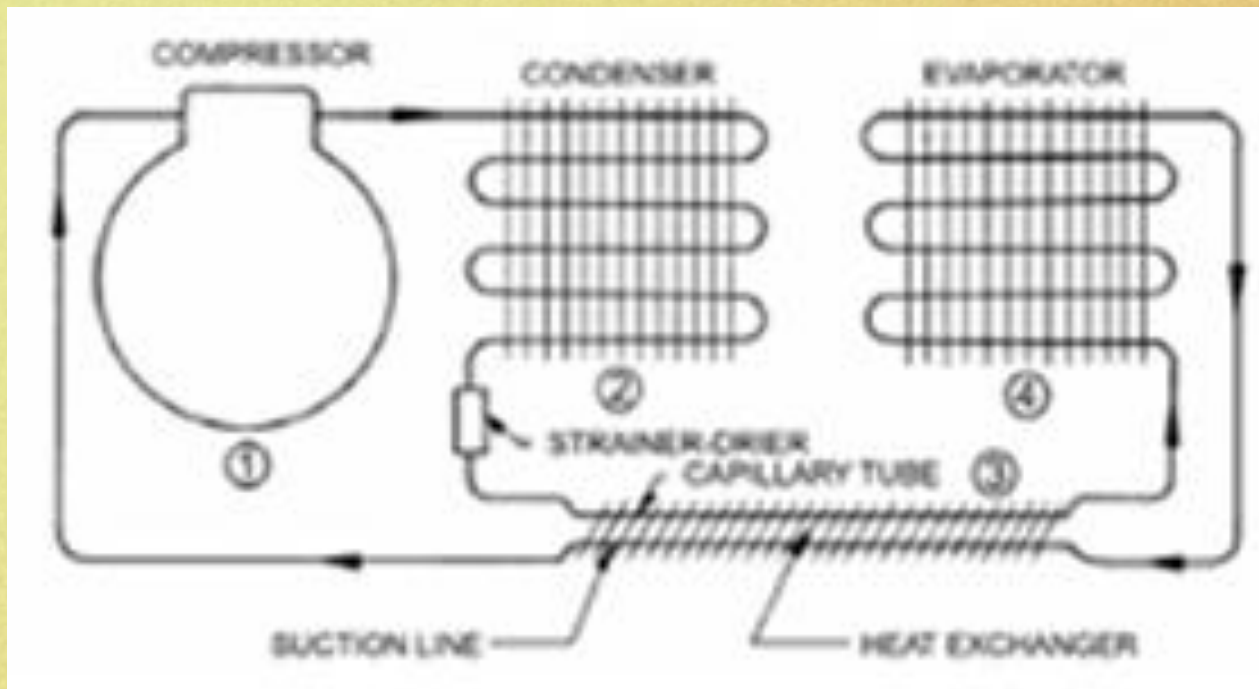 COMPRESSOR
CONDENSER
EVAPORATOR
②
④
STRAINER-DRIER
①
CAPILLARY TUBE
③
SUCTION LINE
HEAT EXCHANGER